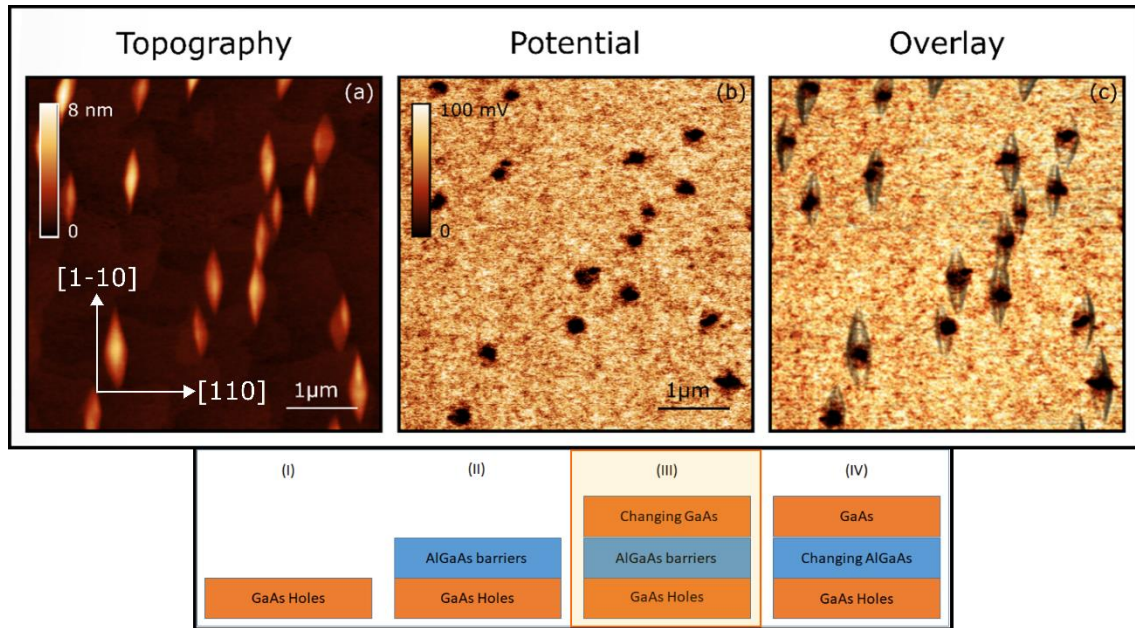 Topography
Potential
Overlay
(a)
8 nm
0
[1-10]
[110]
1µm
(b)
100 mV
0
1µm
(c)
(I)
(II)
(III)
(IV)
Changing GaAs
GaAs
AlGaAs barriers
AlGaAs barriers
Changing AlGaAs
GaAs Holes
GaAs Holes
GaAs Holes
GaAs Holes